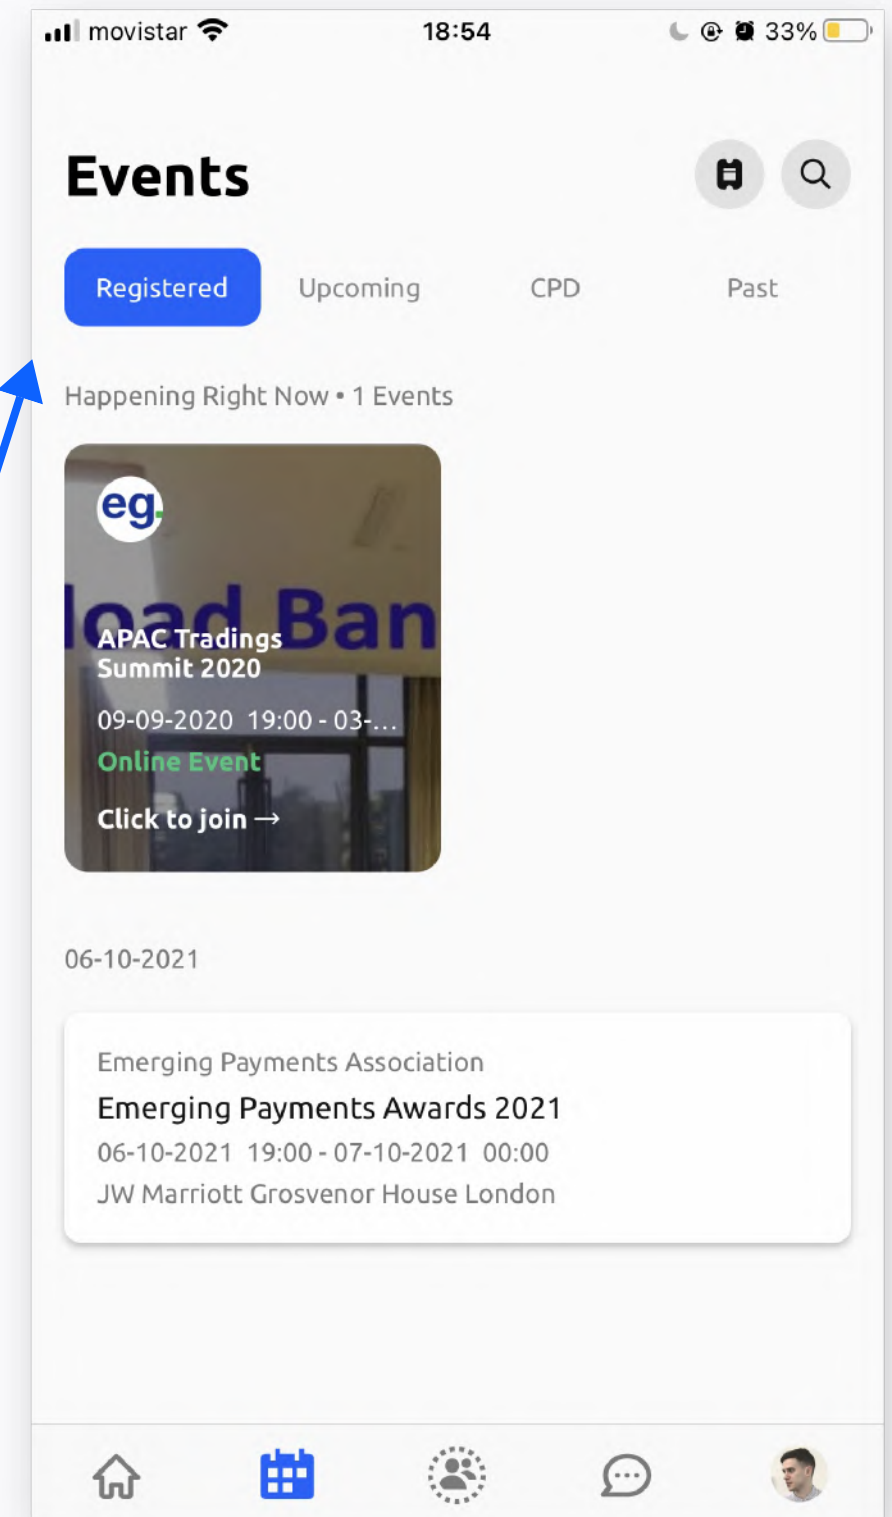 movistar 18:54 33%
Events
Registered Upcoming CPD Past
Happening Right Now • 1 Events
eg.
load Ban
APAC Tradings
Summit 2020
09-09-2020 19:00 - 03-...
Online Event
Click to join →
06-10-2021
Emerging Payments Association
Emerging Payments Awards 2021
06-10-2021 19:00 - 07-10-2021 00:00
JW Marriott Grosvenor House London